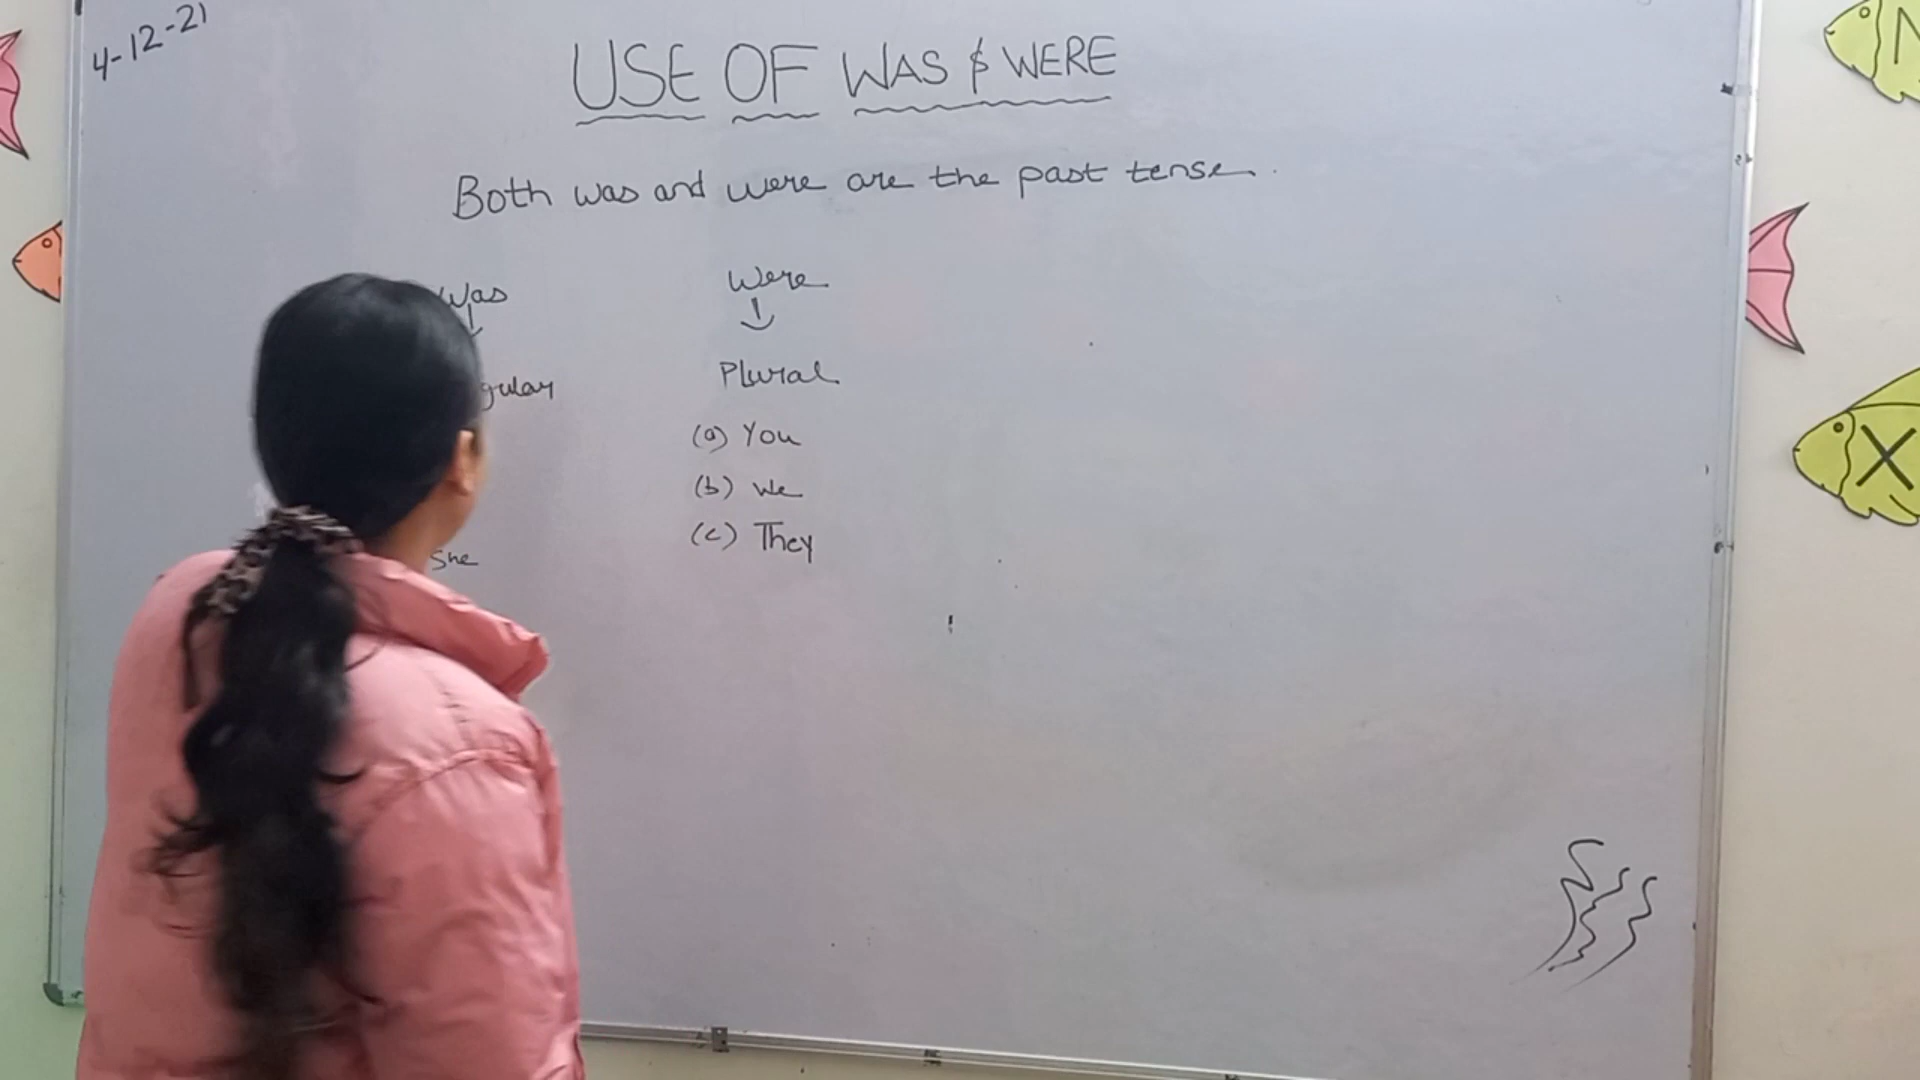 4-12-21
USE OF WAS & WERE
Both was and were are the past tense.
Was Were
Plural
(a) You
(b) We
(c) They
She
N
X